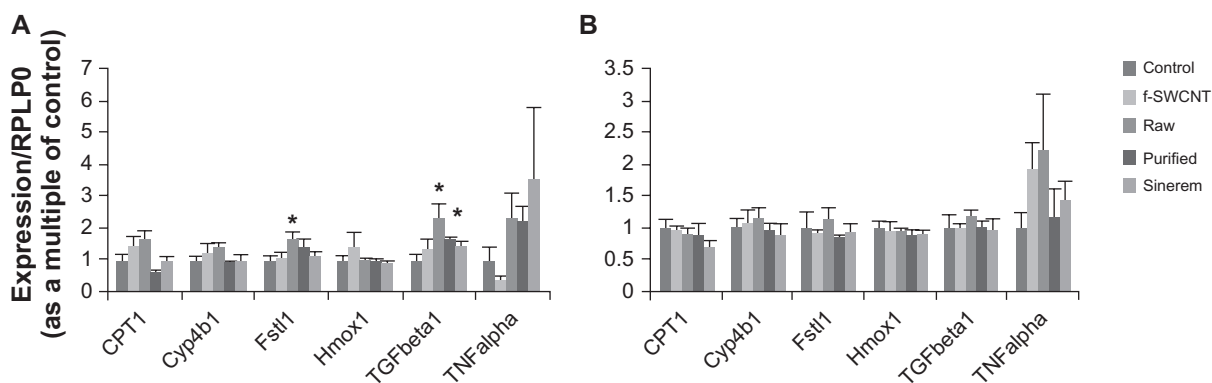 A
Expression/RPLP0
(as a multiple of control)
7
6
5
4
3
2
1
0
*
*
*
CPT1
Cyp4b1
Fstl1
Hmox1
TGFbeta1
TNFalpha
B
3.5
3
2.5
2
1.5
1
0.5
0
CPT1
Cyp4b1
Fstl1
Hmox1
TGFbeta1
TNFalpha
Control
f-SWCNT
Raw
Purified
Sinerem